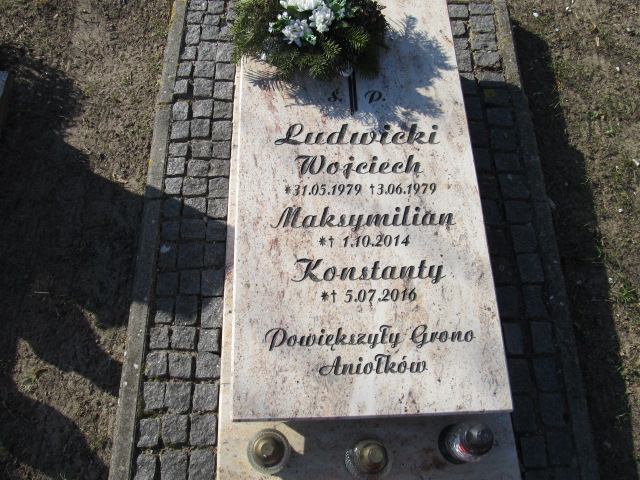 Ś. P.
Ludwicki
Wojciech
*31.05.1979 †3.06.1979
Maksymilian
*† 1.10.2014
Konstanty
*† 5.07.2016
Powiększyły Grono
Aniołków